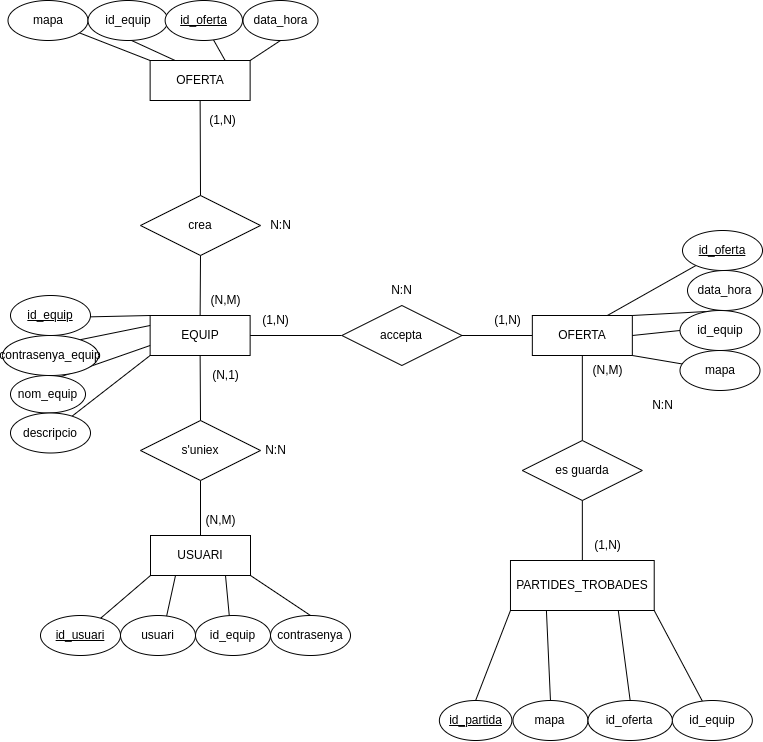 mapa
id_equip
id_oferta
data_hora
OFERTA
(1,N)
crea
N:N
(N,M)
id_oferta
data_hora
id_equip
mapa
N:N
id_equip
contrasenya_equip
nom_equip
descripcio
EQUIP
(1,N)
accepta
(1,N)
OFERTA
(N,1)
(N,M)
N:N
s'uniex
N:N
es guarda
(N,M)
USUARI
(1,N)
PARTIDES_TROBADES
id_usuari
usuari
id_equip
contrasenya
id_partida
mapa
id_oferta
id_equip